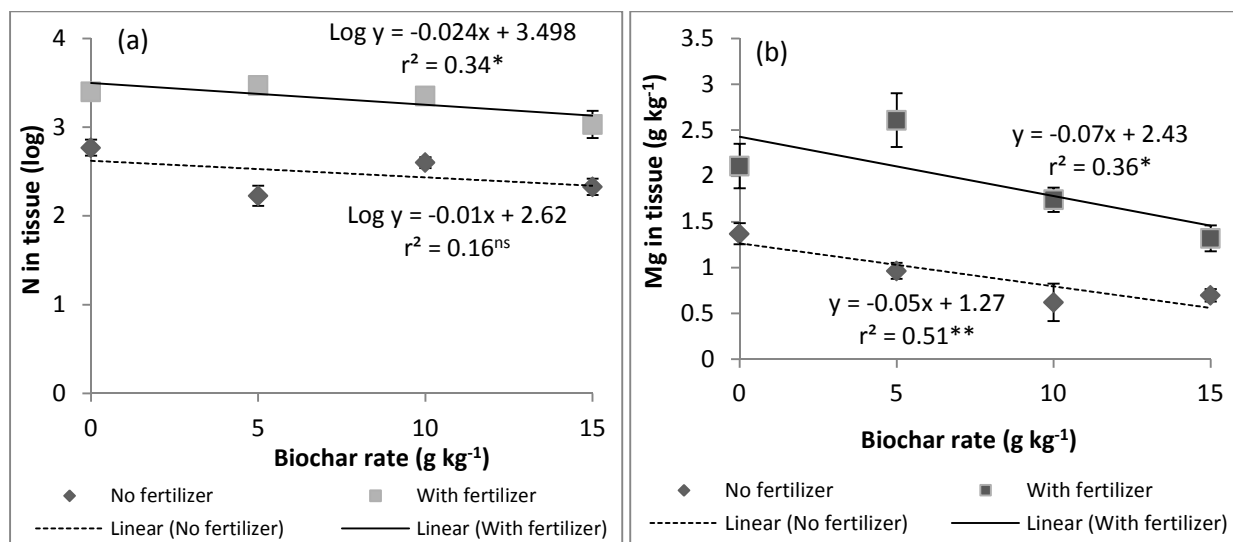 (a)
Log y = -0.024x + 3.498
r² = 0.34*
Log y = -0.01x + 2.62
r² = 0.16ⁿˢ
N in tissue (log)
4
3
2
1
0
0 5 10 15
Biochar rate (g kg⁻¹)
No fertilizer With fertilizer
Linear (No fertilizer) Linear (With fertilizer)
(b)
y = -0.07x + 2.43
r² = 0.36*
y = -0.05x + 1.27
r² = 0.51**
Mg in tissue (g kg⁻¹)
3.5
3
2.5
2
1.5
1
0.5
0
0 5 10 15
Biochar rate (g kg⁻¹)
No fertilizer With fertilizer
Linear (No fertilizer) Linear (With fertilizer)